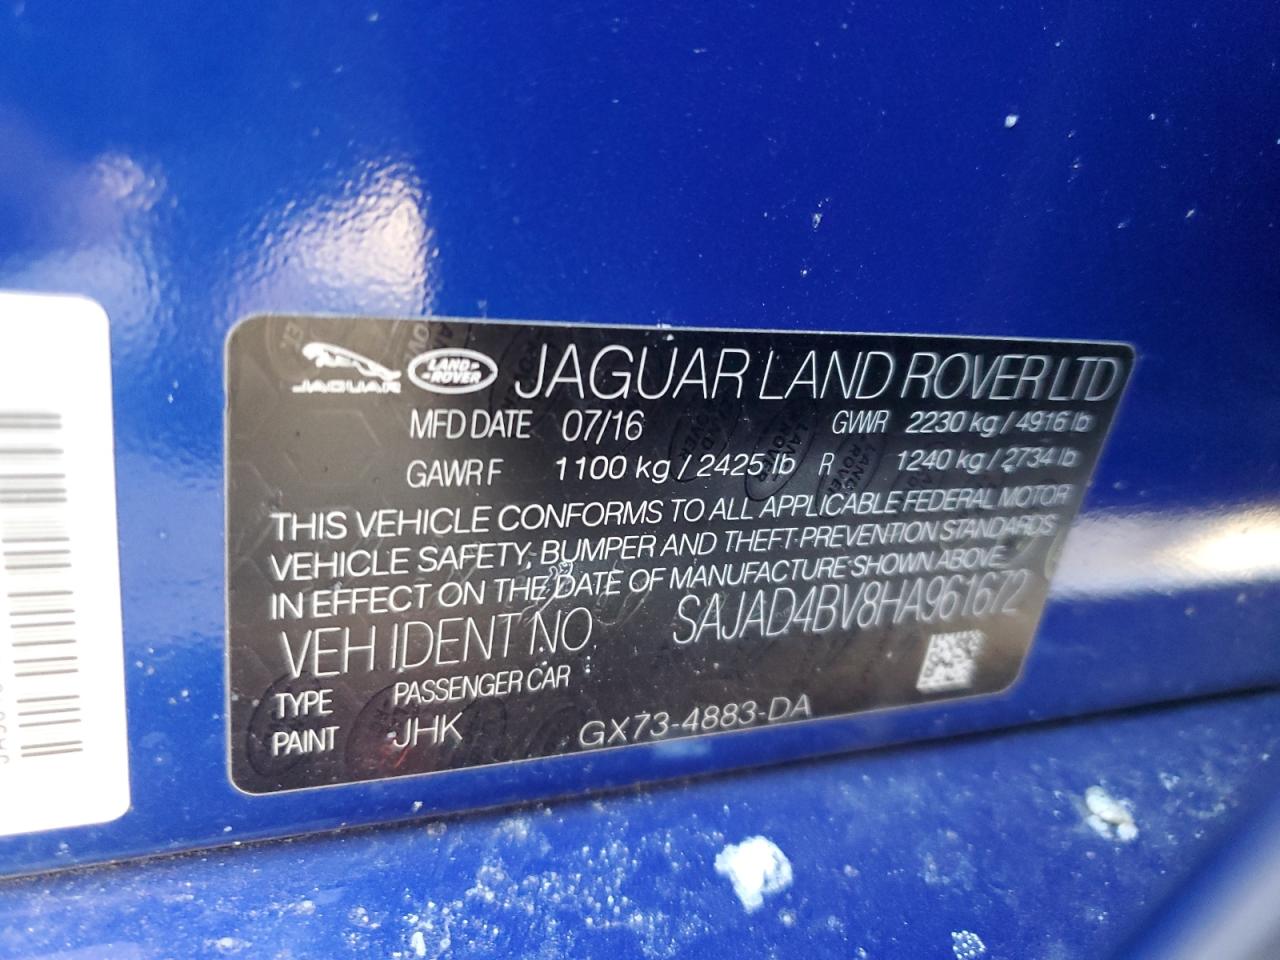 JAGUAR LAND ROVER JAGUAR LAND ROVER LTD
MFD DATE 07/16 GWWR 2230 kg / 4916 lb
GAWR F 1100 kg / 2425 lb R 1240 kg / 2734 lb
THIS VEHICLE CONFORMS TO ALL APPLICABLE FEDERAL MOTOR
VEHICLE SAFETY, BUMPER AND THEFT-PREVENTION STANDARDS
IN EFFECT ON THE DATE OF MANUFACTURE SHOWN ABOVE
VEH IDENT NO SAJAD4BV8HA961672
TYPE PASSENGER CAR
PAINT JHK GX73-4883-DA